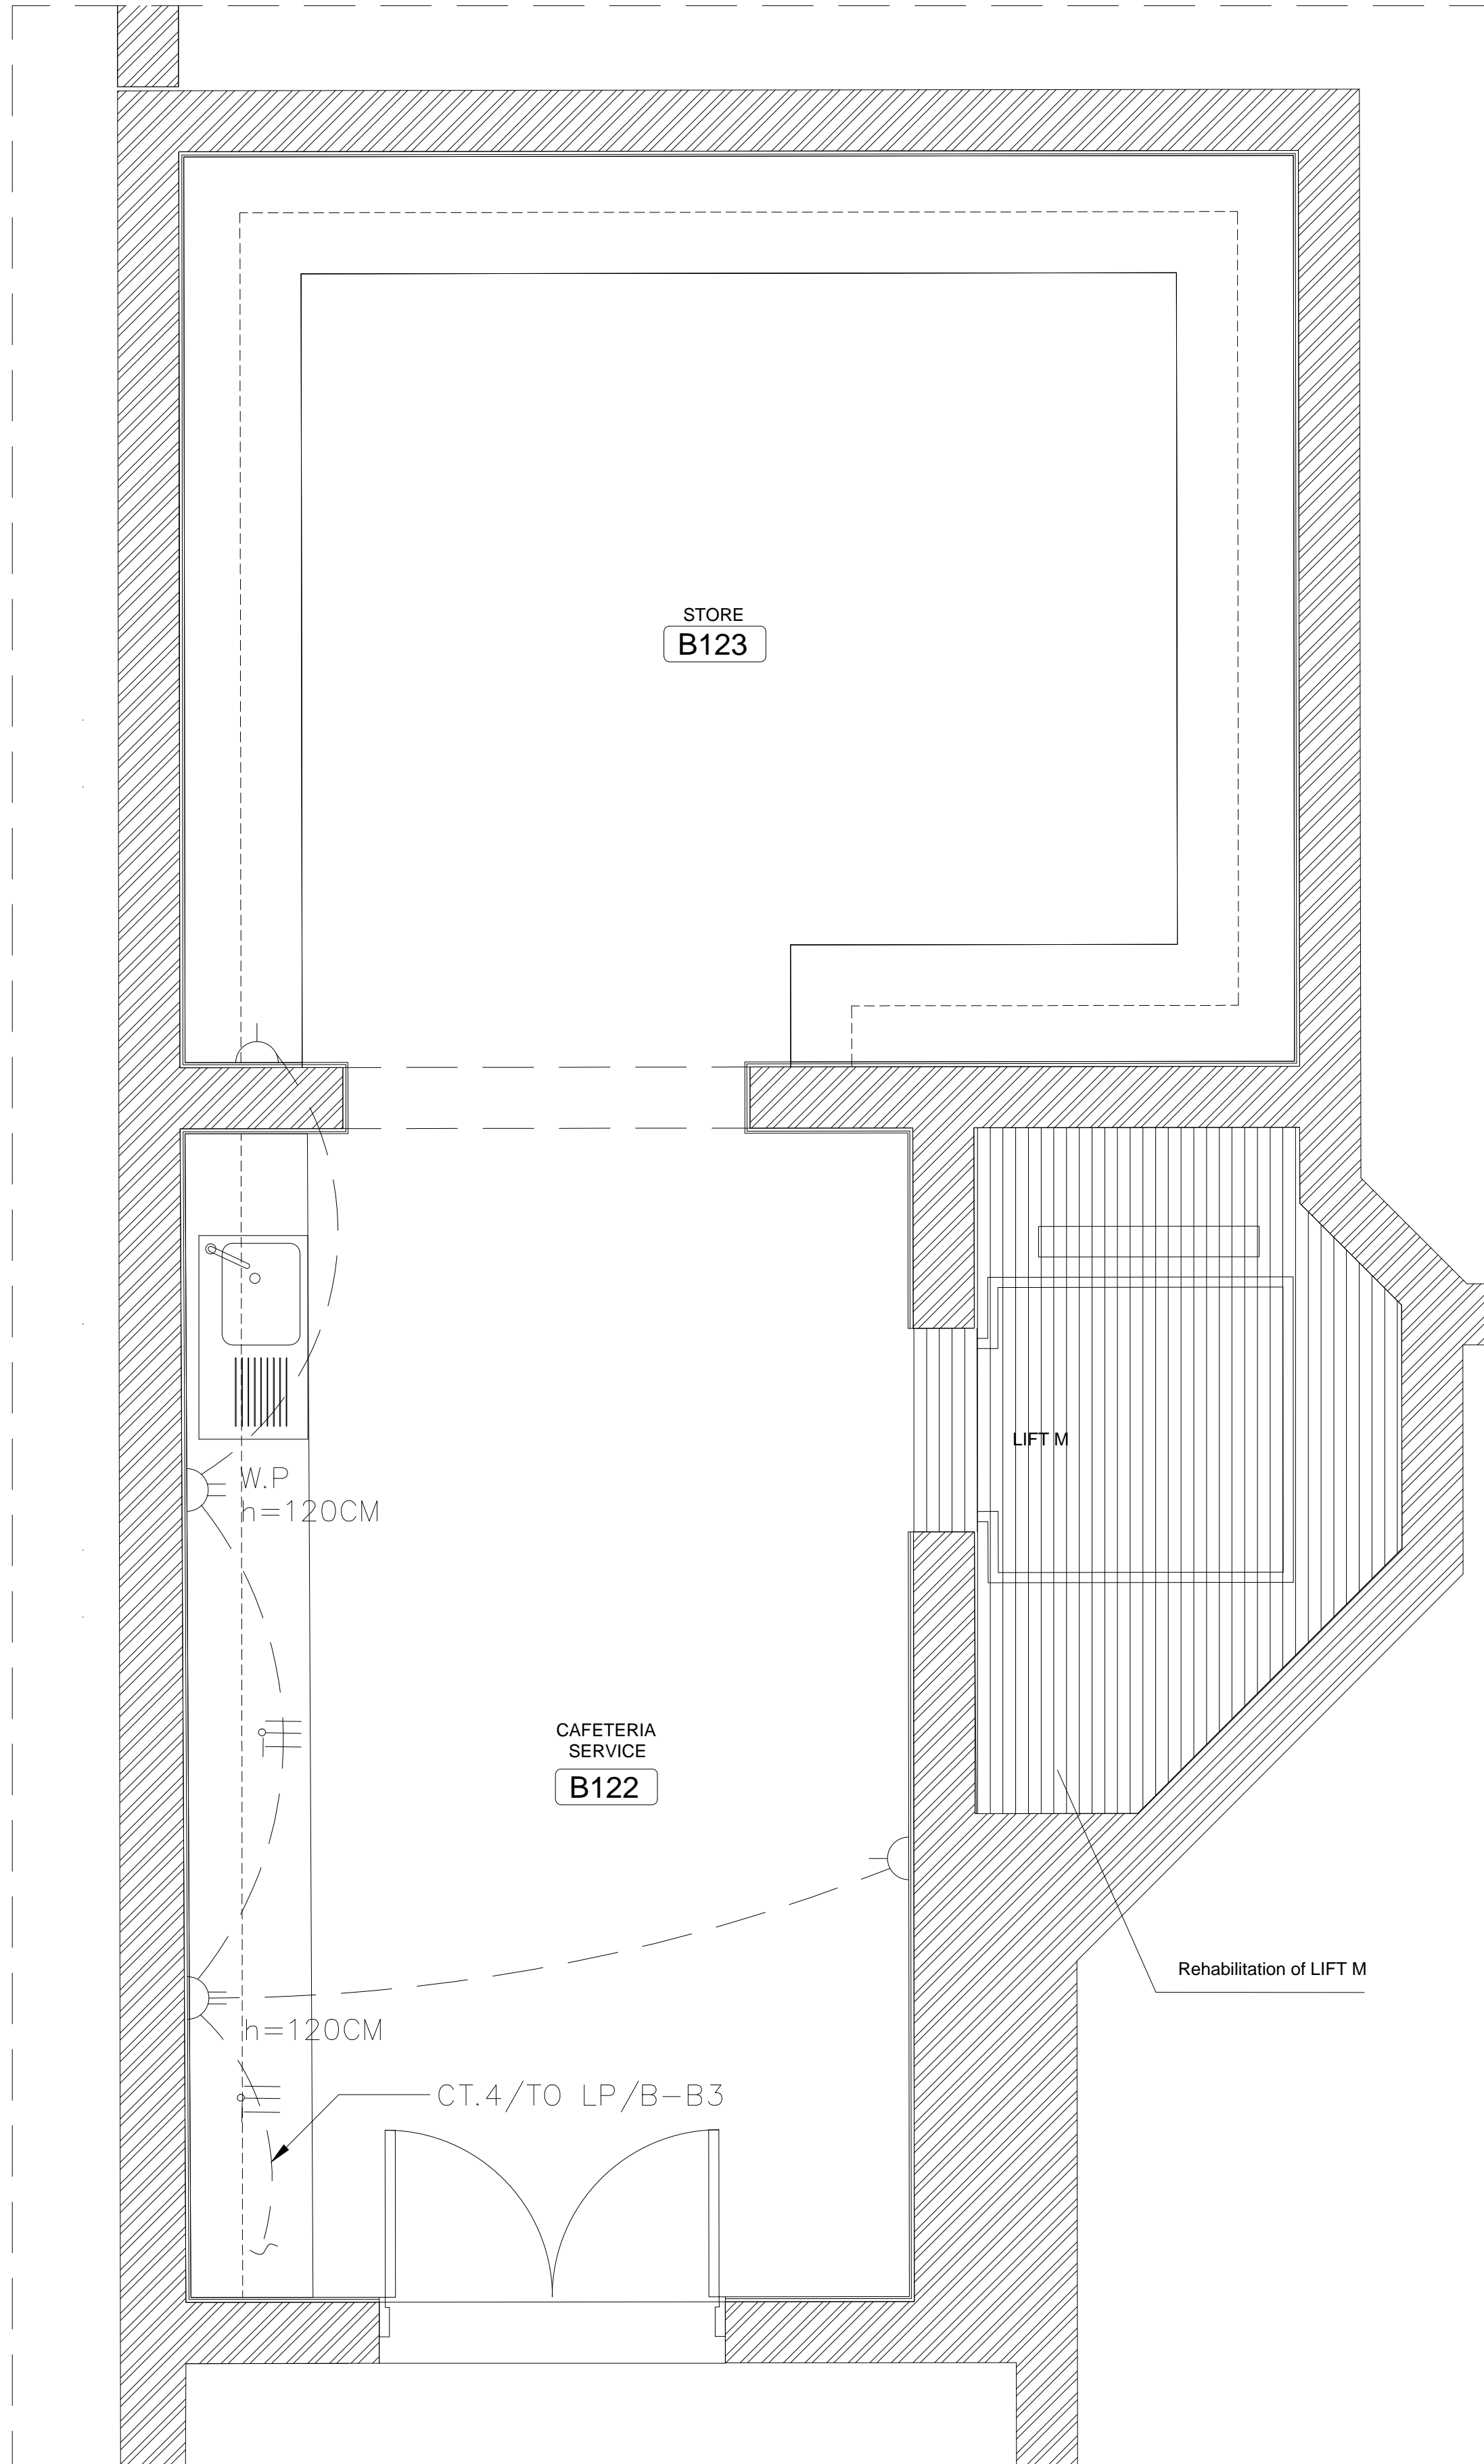 STORE
B123
LIFT M
W.P
h=120CM
CAFETERIA
SERVICE
B122
Rehabilitation of LIFT M
h=120CM
CT.4/TO LP/B-B3